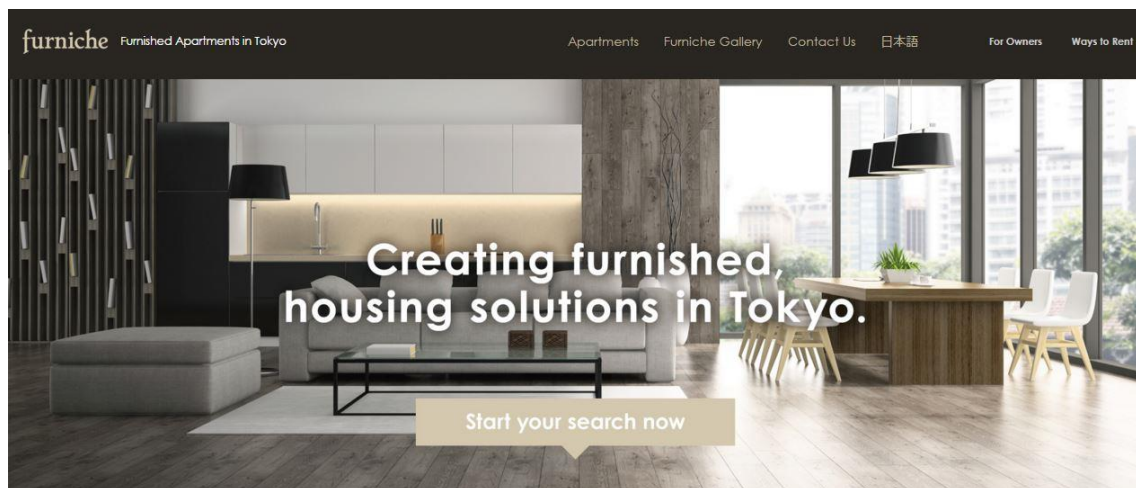 furniche Furnished Apartments in Tokyo Apartments Furniche Gallery Contact Us 日本語 For Owners Ways to Rent
Creating furnished,
housing solutions in Tokyo.
Start your search now